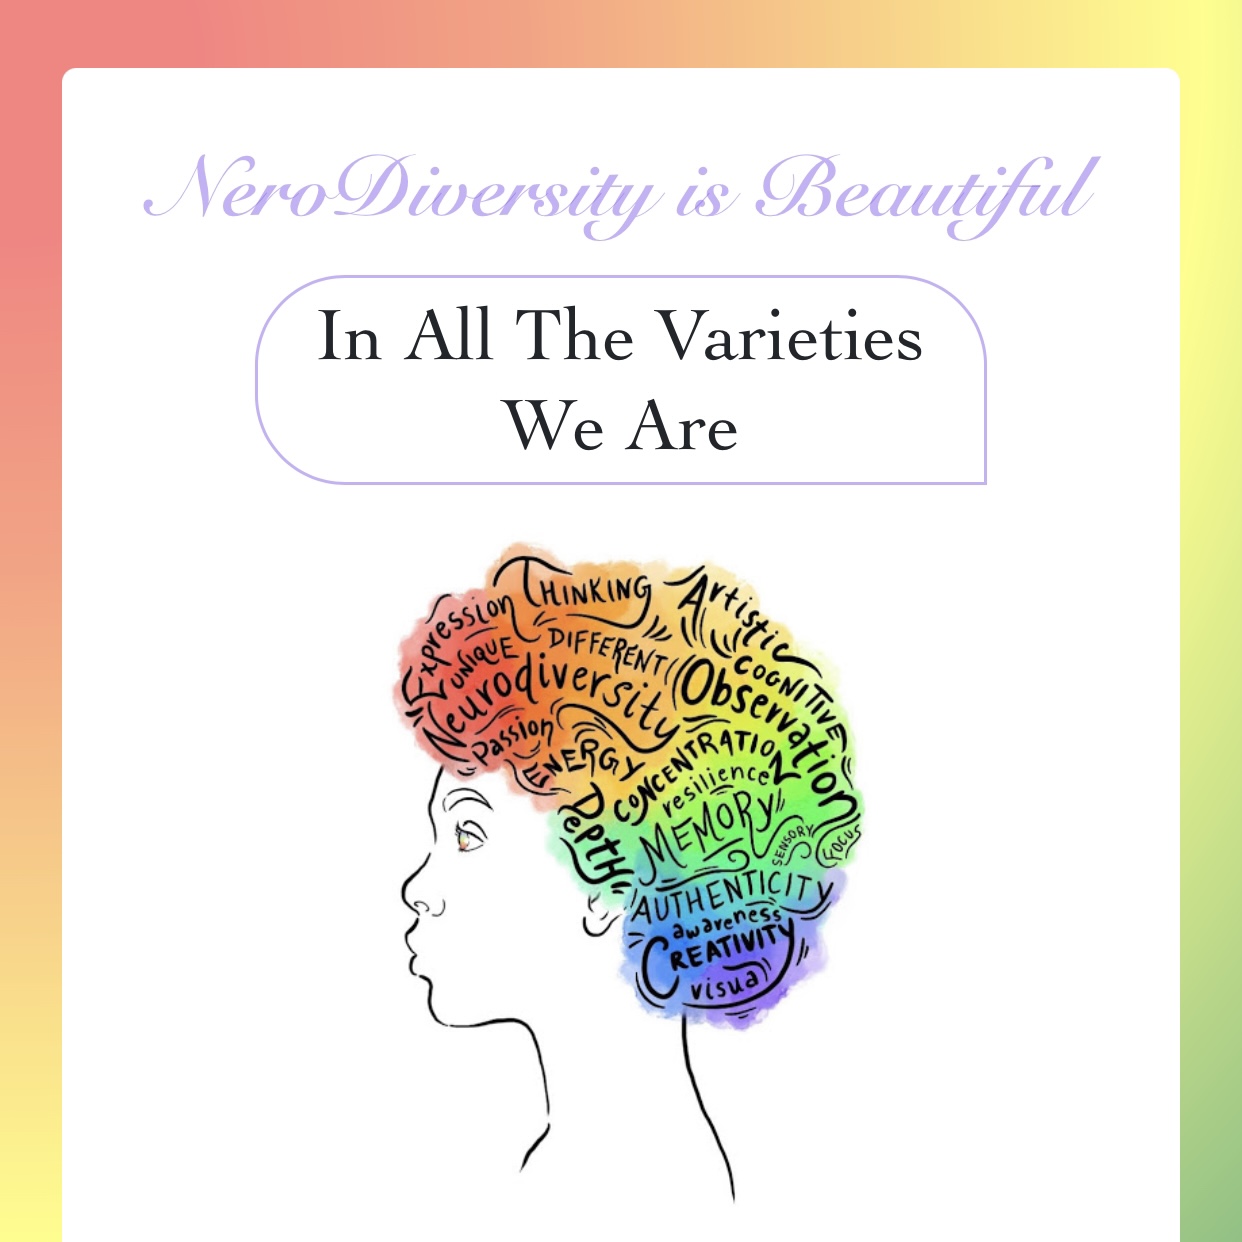 NeroDiversity is Beautiful
In All The Varieties
We Are
Thinking
Artistic
Expression
UNIQUE
DIFFERENT
COGNITIVE
Neurodiversity
Observation
Passion
ENERGY
CONCENTRATION
resilience
Depth
MEMORY
SENSORY
FOCUS
AUTHENTICITY
awareness
CREATIVITY
visual